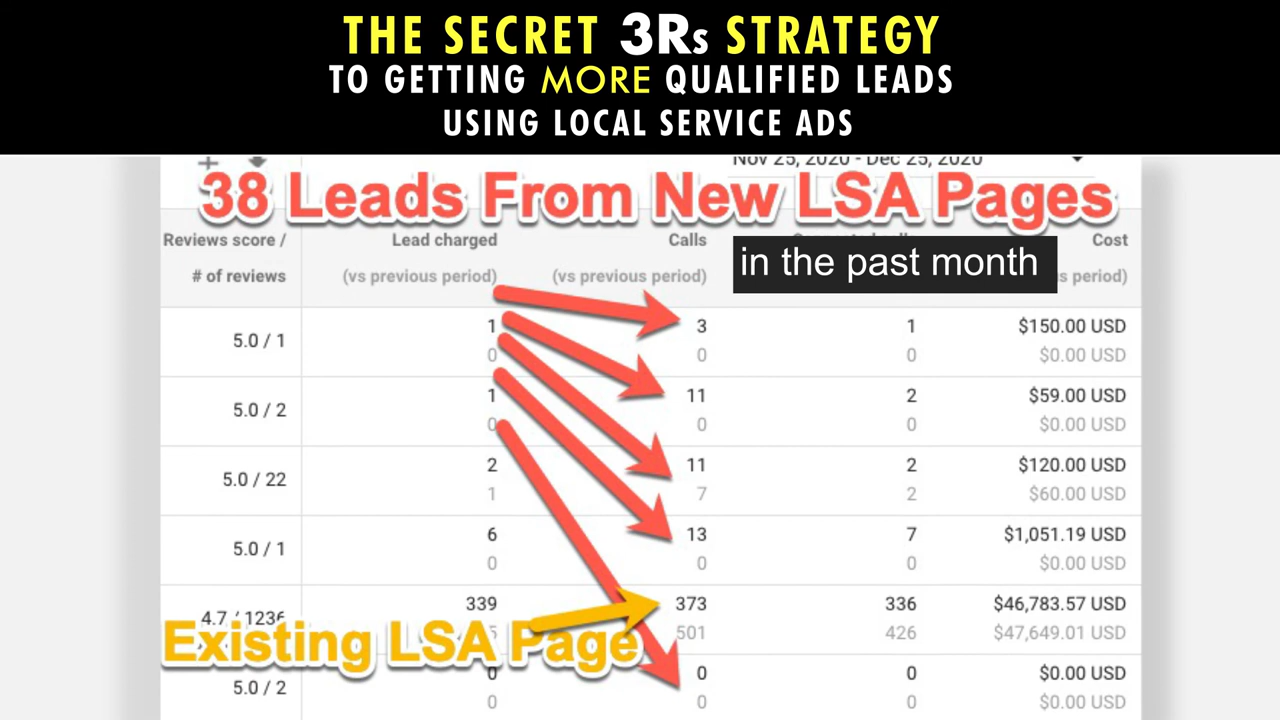 THE SECRET 3Rs STRATEGY
TO GETTING MORE QUALIFIED LEADS
USING LOCAL SERVICE ADS
Nov 25, 2020 - Dec 25, 2020
38 Leads From New LSA Pages
Reviews score / Lead charged Calls Cost
in the past month
# of reviews (vs previous period) (vs previous period) period)
5.0 / 1 1 3 1 $150.00 USD
0 0 0 $0.00 USD
5.0 / 2 1 11 2 $59.00 USD
0 0 0 $0.00 USD
5.0 / 22 2 11 2 $120.00 USD
1 7 2 $60.00 USD
5.0 / 1 6 13 7 $1,051.19 USD
0 0 0 $0.00 USD
4.7 / 1236 339 373 336 $46,783.57 USD
501 426 $47,649.01 USD
Existing LSA Page
5.0 / 2 0 0 0 $0.00 USD
0 0 0 $0.00 USD